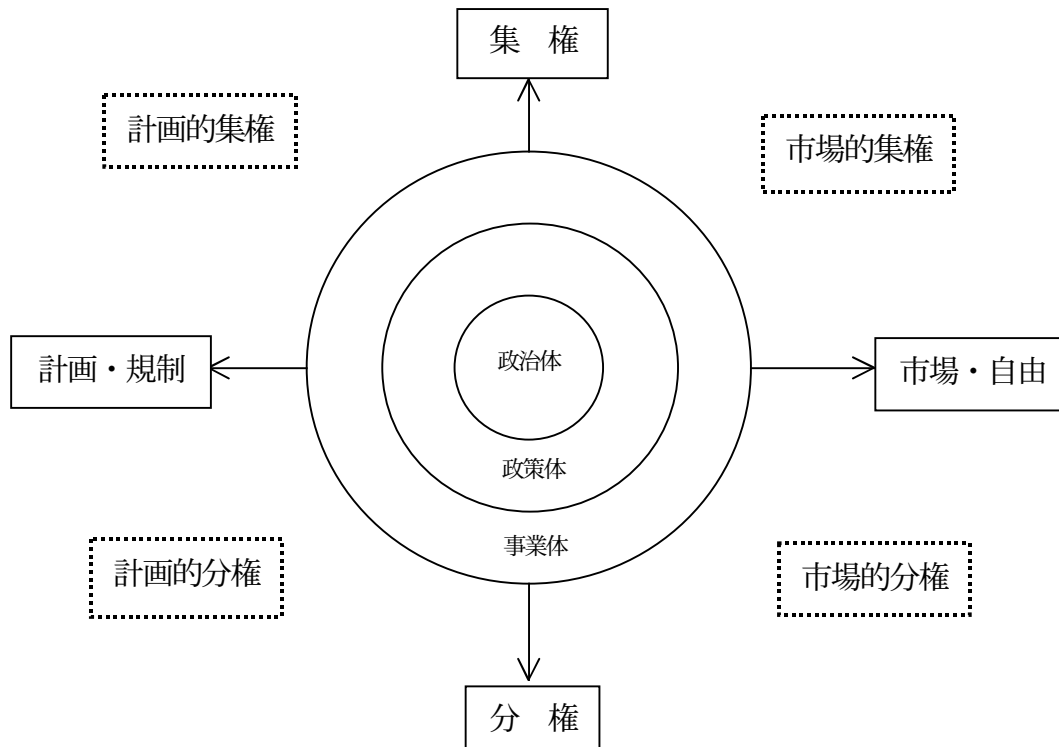 集　権
計画的集権
市場的集権
政治体
計画・規制
市場・自由
政策体
事業体
計画的分権
市場的分権
分　権